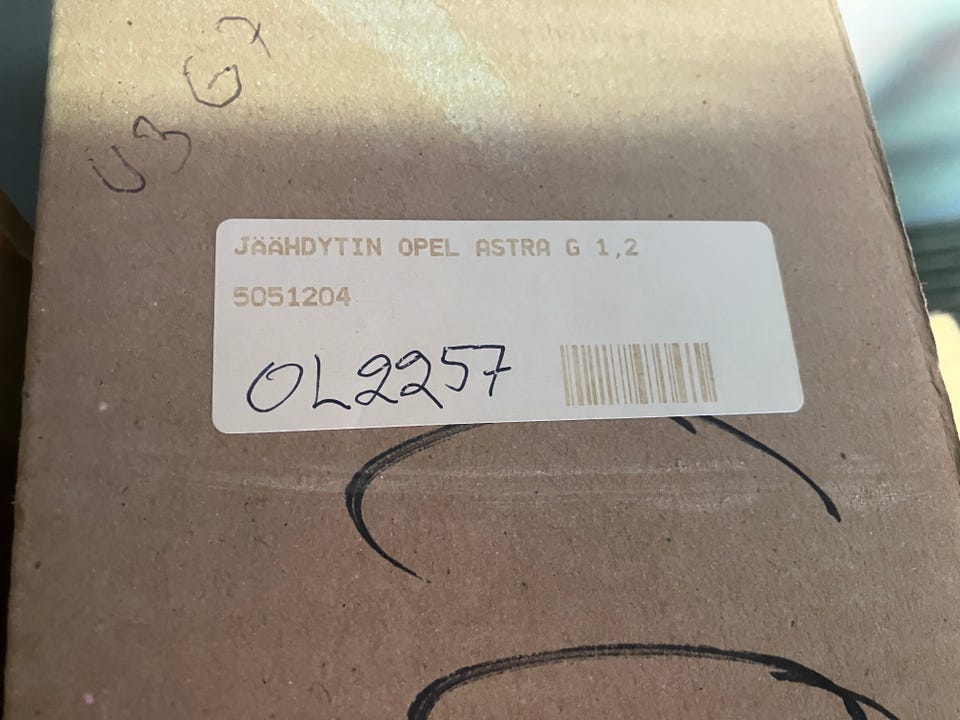 U3 G7
JÄÄHDYTIN OPEL ASTRA G 1,2
5051204
OL2257